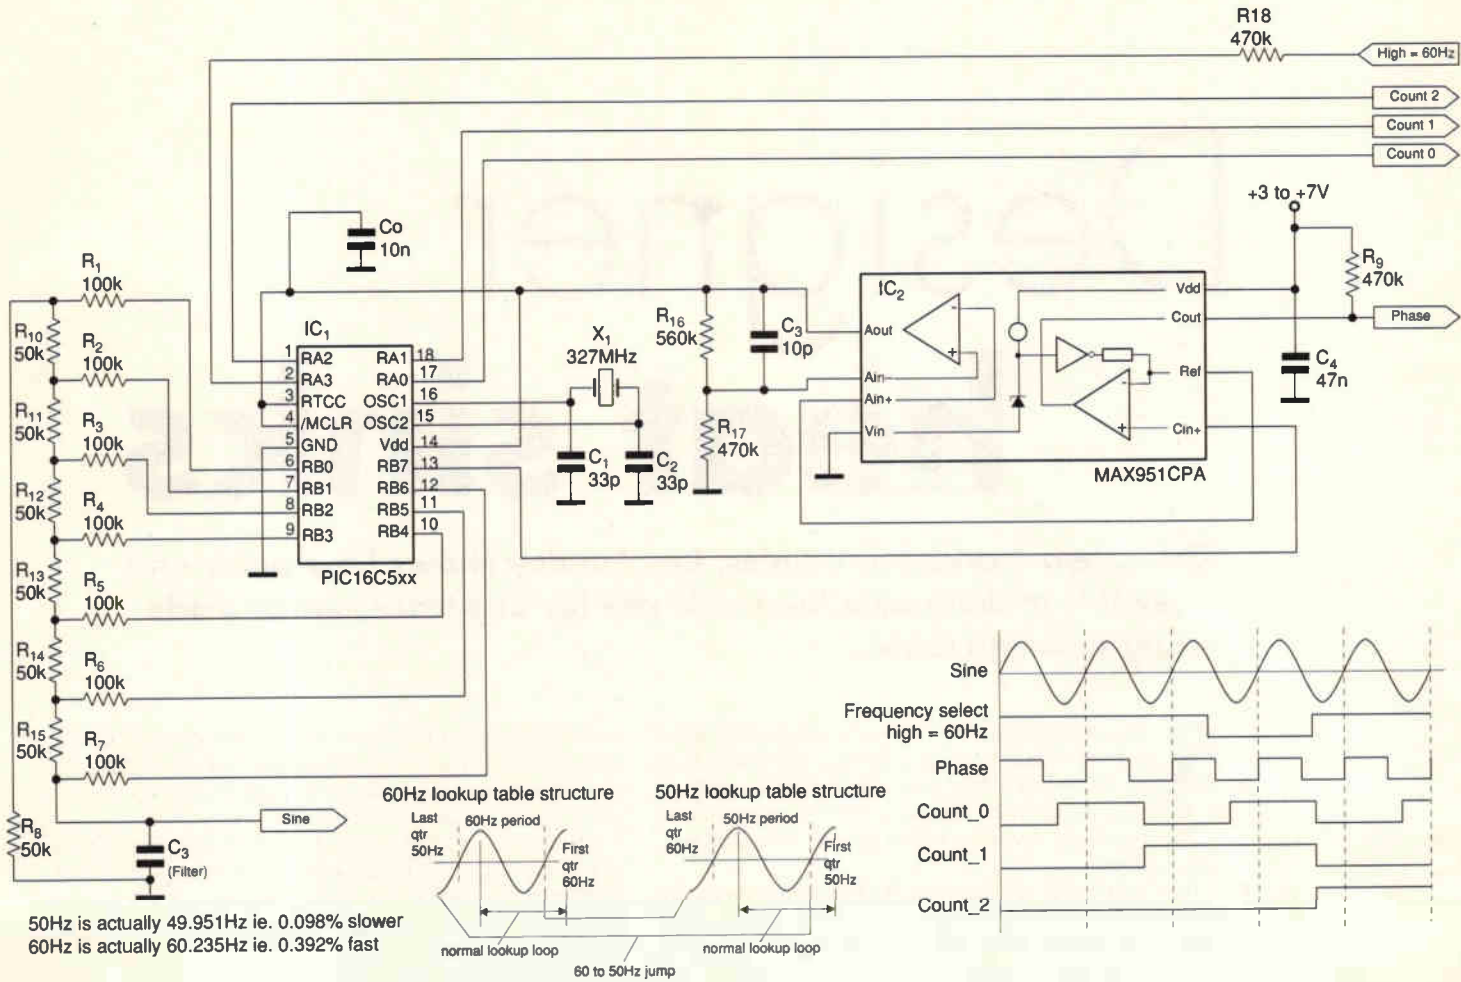 R18
470k
High = 60Hz
Count 2
Count 1
Count 0
+3 to +7V
Co
10n
R9
470k
R1
100k
R10
50k
R2
100k
R11
50k
R3
100k
R12
50k
R4
100k
R13
50k
R5
100k
R14
50k
R6
100k
R15
50k
R7
100k
R8
50k
C3
(Filter)
Sine
IC1
1 RA2 RA1 18
2 RA3 RA0 17
3 RTCC OSC1 16
4 /MCLR OSC2 15
5 GND Vdd 14
6 RB0 RB7 13
7 RB1 RB6 12
8 RB2 RB5 11
9 RB3 RB4 10
PIC16C5xx
X1
327MHz
C1
33p
C2
33p
R16
560k
C3
10p
R17
470k
IC2
Aout
Ain-
Ain+
Vin
Vdd
Cout
Ref
Cin+
- + - +
MAX951CPA
Phase
C4
47n
Sine
Frequency select
high = 60Hz
Phase
Count_0
Count_1
Count_2
60Hz lookup table structure
Last
qtr
50Hz
60Hz period
First
qtr
60Hz
normal lookup loop
50Hz lookup table structure
Last
qtr
60Hz
50Hz period
First
qtr
50Hz
normal lookup loop
60 to 50Hz jump
50Hz is actually 49.951Hz ie. 0.098% slower
60Hz is actually 60.235Hz ie. 0.392% fast